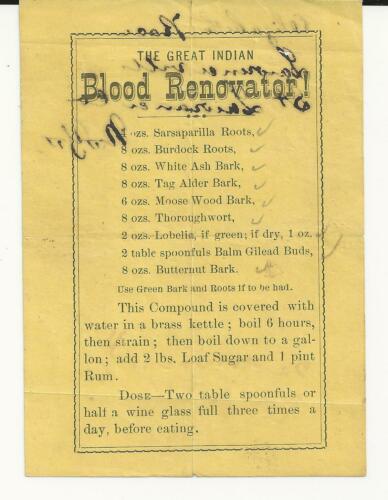 THE GREAT INDIAN
Blood Renovator!
4 ozs. Sarsaparilla Roots,
8 ozs. Burdock Roots,
8 ozs. White Ash Bark,
8 ozs. Tag Alder Bark,
6 ozs. Moose Wood Bark,
8 ozs. Thoroughwort,
2 ozs. Lobelia, if green; if dry, 1 oz.
2 table spoonfuls Balm Gilead Buds,
8 ozs. Butternut Bark.
Use Green Bark and Roots if to be had.
This Compound is covered with
water in a brass kettle; boil 6 hours,
then strain; then boil down to a gal-
lon; add 2 lbs. Loaf Sugar and 1 pint
Rum.
DOSE—Two table spoonfuls or
half a wine glass full three times a
day, before eating.